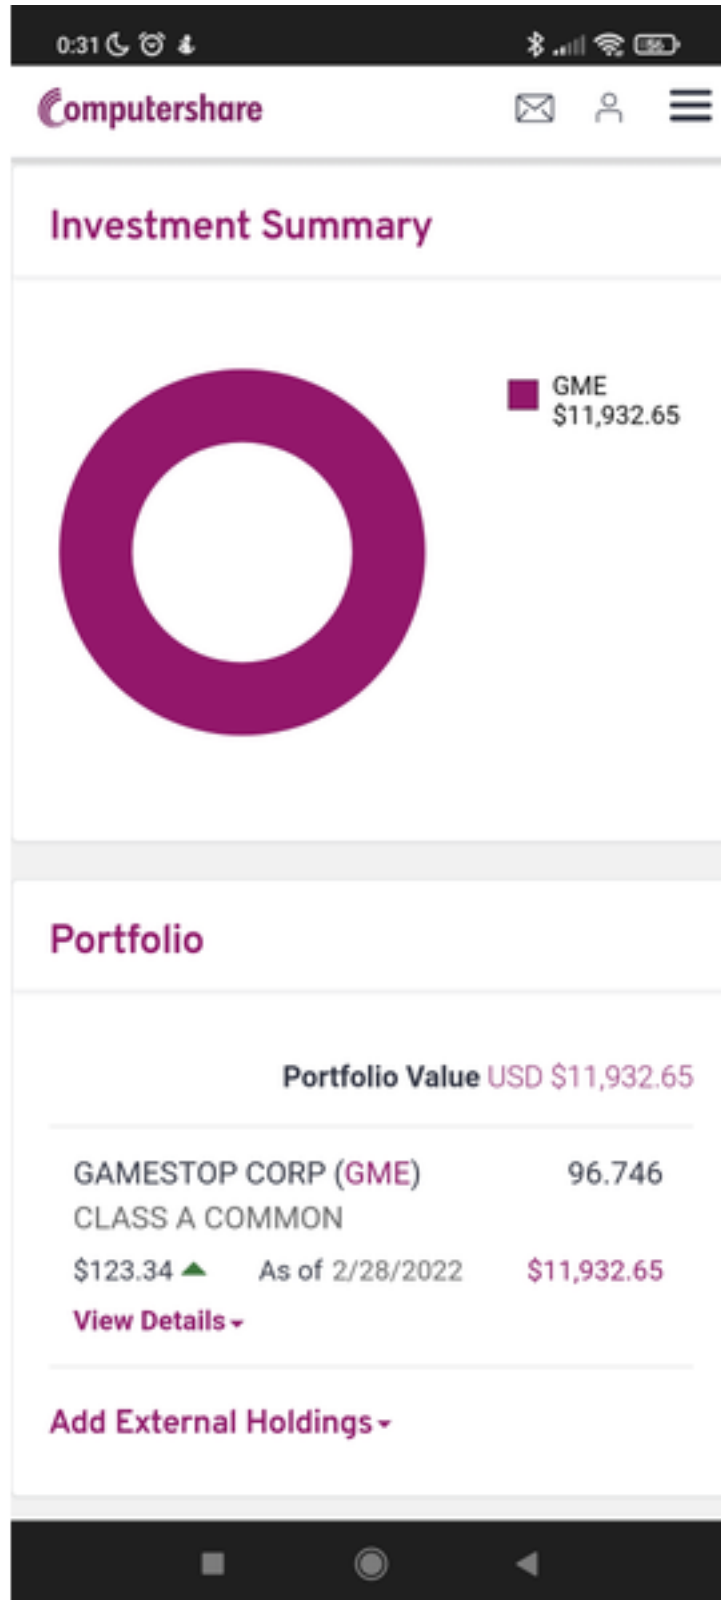 0:31
56
Computershare
Investment Summary
GME
$11,932.65
Portfolio
Portfolio Value USD $11,932.65
GAMESTOP CORP (GME) 96.746
CLASS A COMMON
$123.34 As of 2/28/2022 $11,932.65
View Details
Add External Holdings